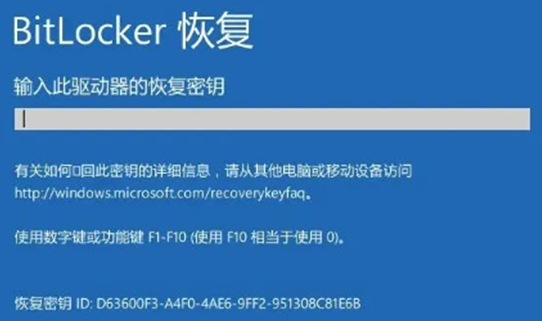 BitLocker 恢复
输入此驱动器的恢复密钥
有关如何▯回此密钥的详细信息，请从其他电脑或移动设备访问
http://windows.microsoft.com/recoverykeyfaq。
使用数字键或功能键 F1-F10 (使用 F10 相当于使用 0)。
恢复密钥 ID: D63600F3-A4F0-4AE6-9FF2-951308C81E6B